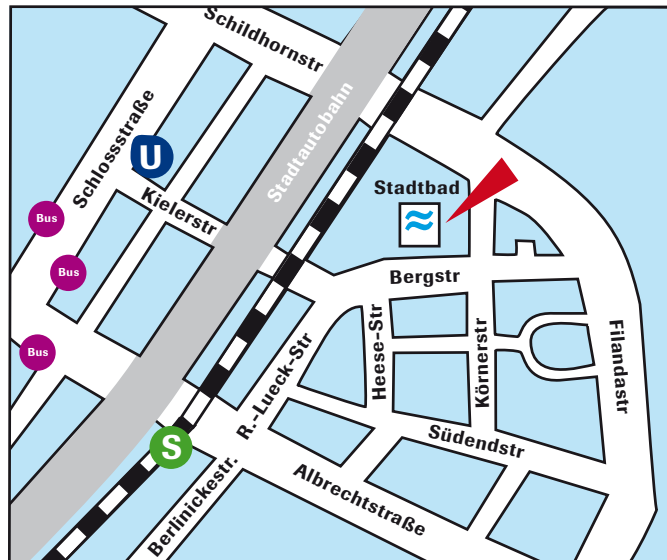 Schildhornstr
Stadtautobahn
Schlossstraße
U
Kielerstr
Stadtbad
Bus
Bus
Bus
Bergstr
Heese-Str
Körnerstr
Filandastr
R.-Lueck-Str
Südendstr
S
Albrechtstraße
Berlinickestr.